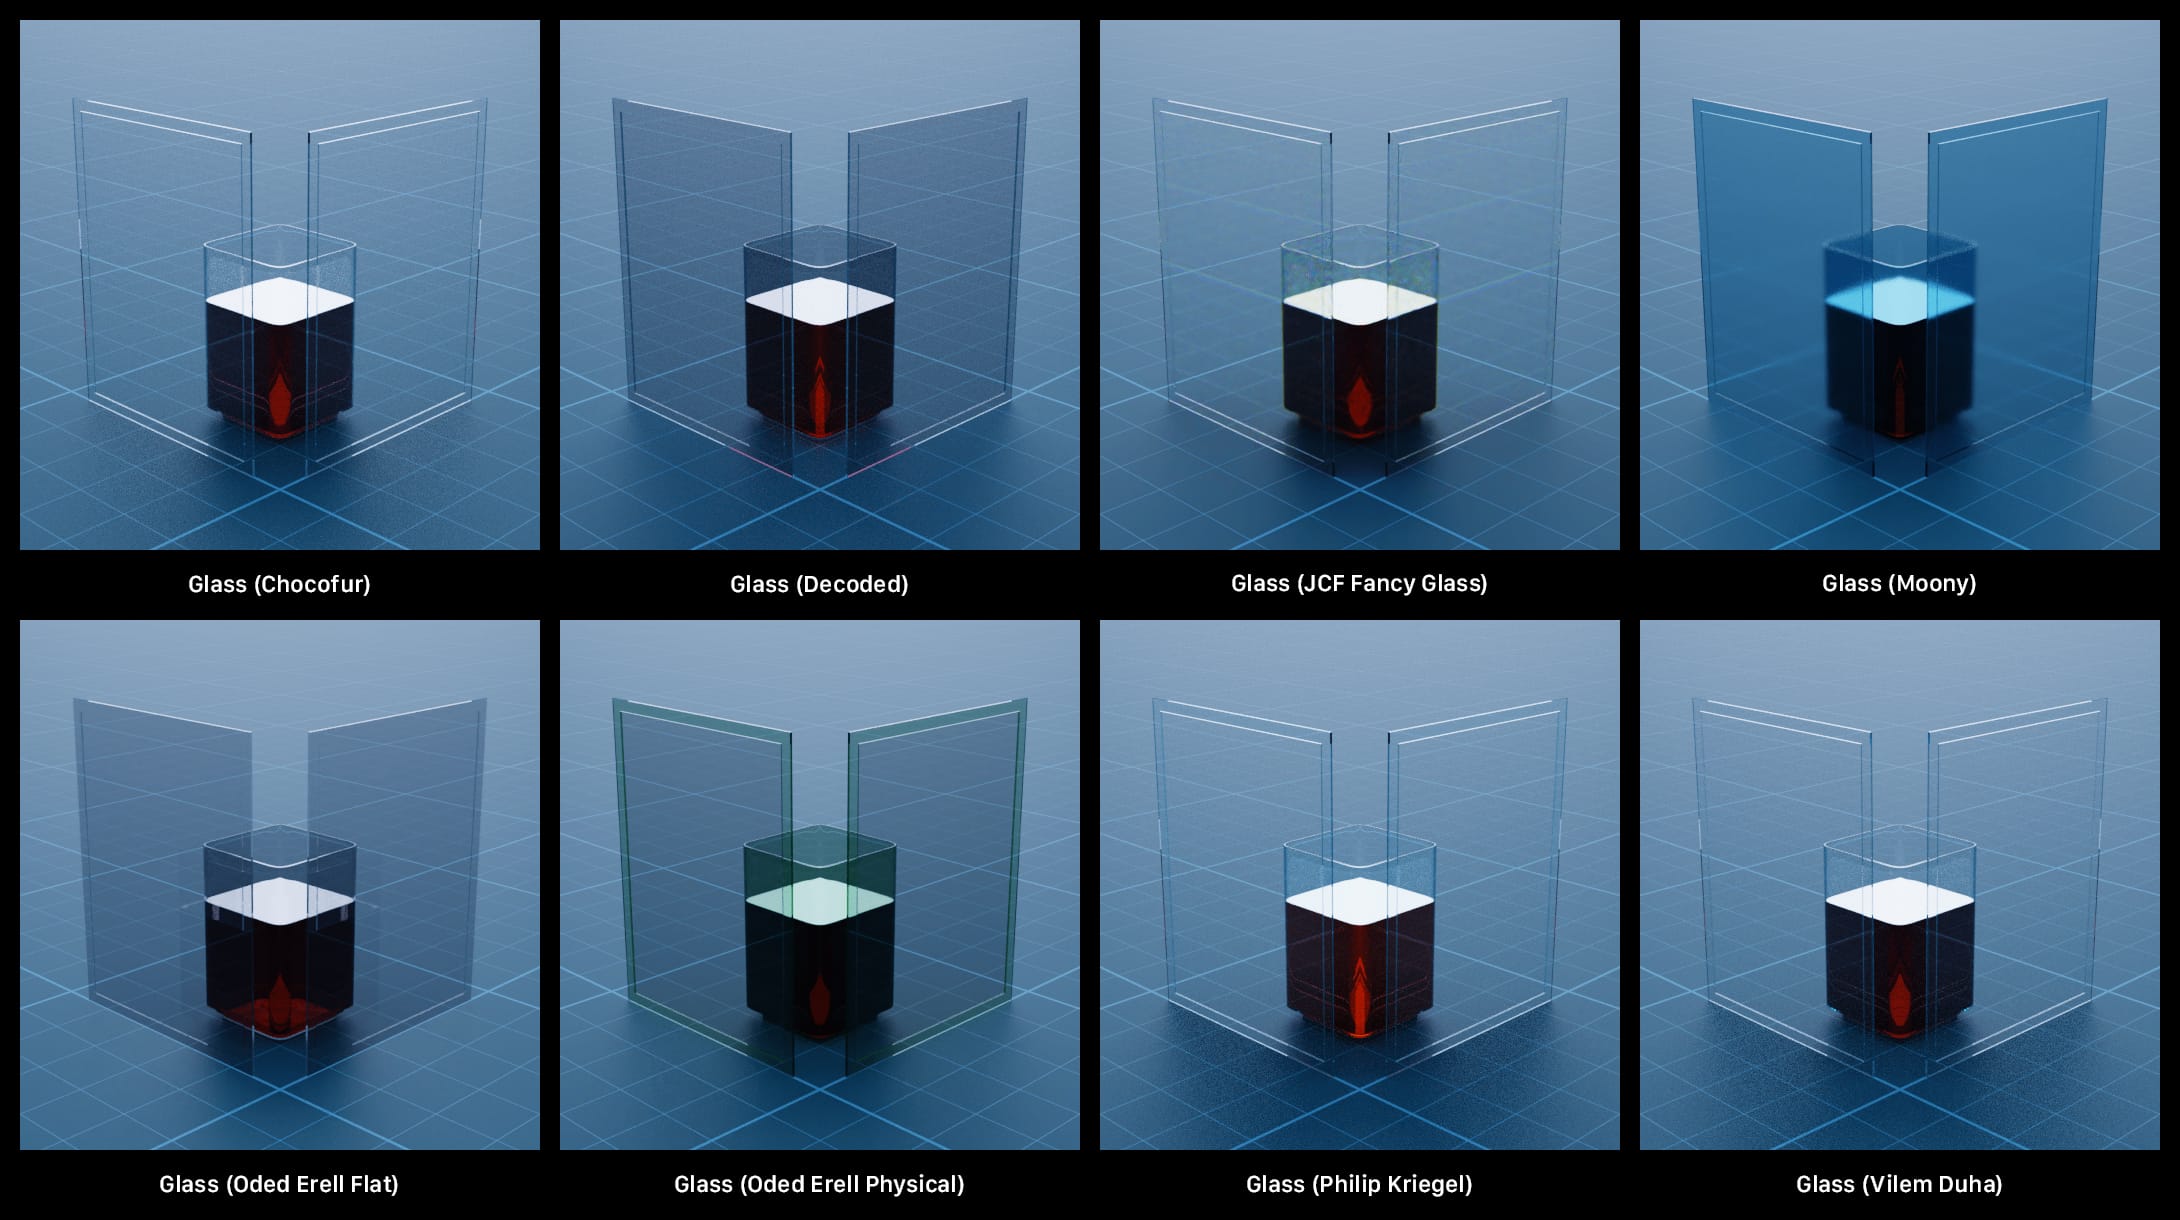 Glass (Chocofur)
Glass (Decoded)
Glass (JCF Fancy Glass)
Glass (Moony)
Glass (Oded Erell Flat)
Glass (Oded Erell Physical)
Glass (Philip Kriegel)
Glass (Vilem Duha)